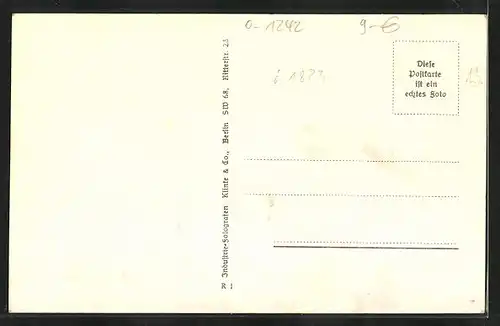 0-1242 9-6
Diese
Postkarte
ist ein
echtes Foto
R 1 Industrie-Fotografen Klinke & Co., Berlin SW 68, Ritterstr. 23